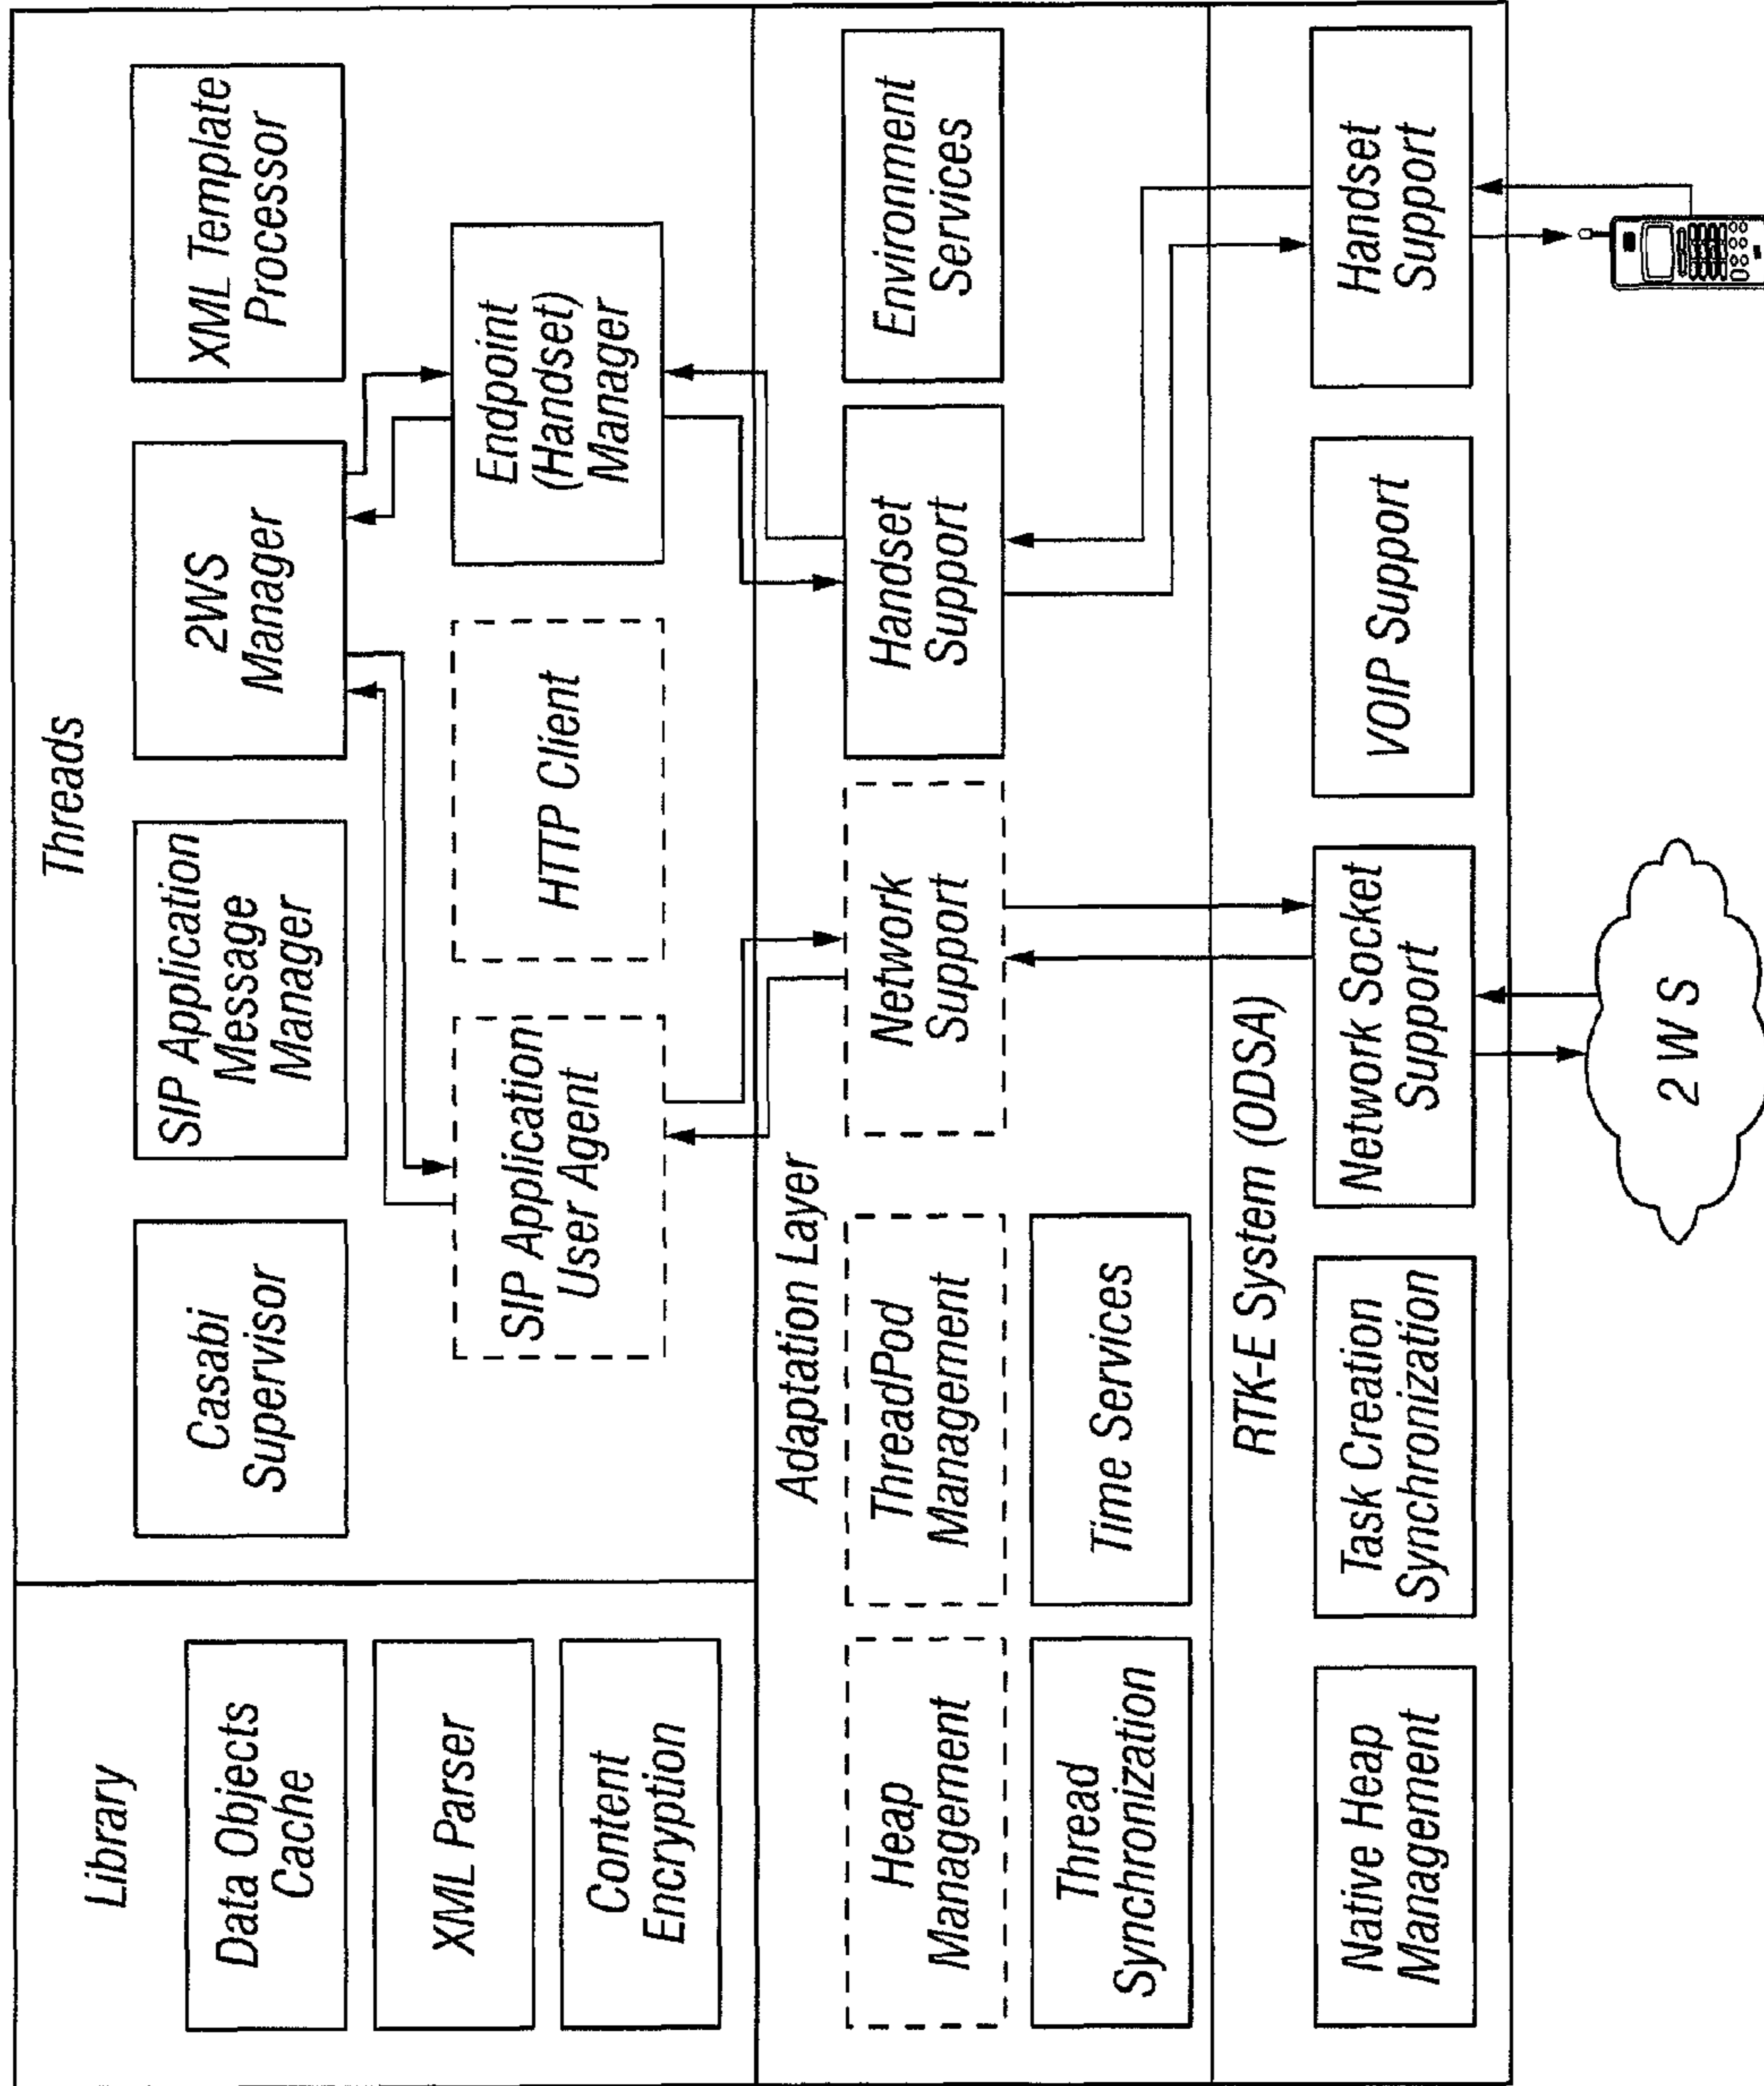 Library
Data Objects
Cache
XML Parser
Content
Encryption
Threads
Casabi
Supervisor
SIP Application
Message
Manager
2WS
Manager
XML Template
Processor
SIP Application
User Agent
HTTP Client
Endpoint
(Handset)
Manager
Adaptation Layer
Heap
Management
ThreadPod
Management
Network
Support
Handset
Support
Environment
Services
Thread
Synchronization
Time Services
RTK-E System (ODSA)
Native Heap
Management
Task Creation
Synchronization
Network Socket
Support
VOIP Support
Handset
Support
2 W S